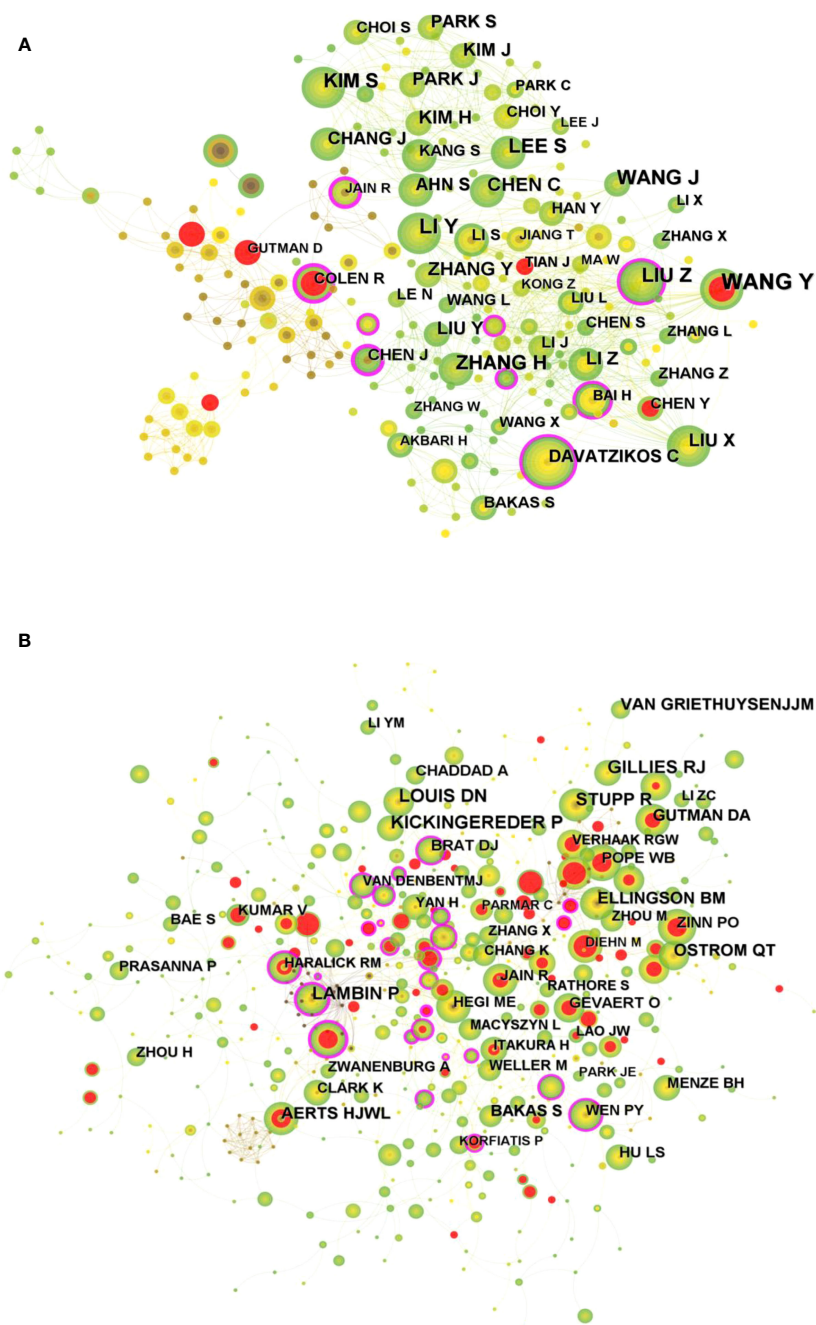 A
CHOI S
PARK S
KIM J
KIM S
PARK J
PARK C
KIM H
CHOI Y
LEE J
CHANG J
KANG S
LEE S
JAIN R
AHN S
CHEN C
WANG J
HAN Y
LI X
LI Y
LI S
JIANG T
ZHANG X
GUTMAN D
COLEN R
ZHANG Y
TIAN J
MA W
LIU Z
WANG Y
KONG Z
LE N
WANG L
LIU L
LIU Y
CHEN S
ZHANG L
LI J
CHEN J
ZHANG H
LI Z
ZHANG Z
BAI H
CHEN Y
ZHANG W
WANG X
AKBARI H
DAVATZIKOS C
LIU X
BAKAS S
B
VAN GRIETHUYSENJJM
LI YM
CHADDAD A
GILLIES RJ
LOUIS DN
STUPP R
LI ZC
KICKINGEREDER P
GUTMAN DA
BRAT DJ
VERHAAK RGW
POPE WB
VAN DENBENTMJ
YAN H
PARMAR C
ELLINGSON BM
BAE S
KUMAR V
ZHOU M
ZINN PO
ZHANG X
DIEHN M
CHANG K
OSTROM QT
PRASANNA P
HARALICK RM
JAIN R
RATHORE S
LAMBIN P
HEGI ME
GEVAERT O
MACYSZYN L
LAO JW
ZHOU H
ITAKURA H
ZWANENBURG A
WELLER M
PARK JE
CLARK K
MENZE BH
AERTS HJWL
BAKAS S
WEN PY
KORFIATIS P
HU LS